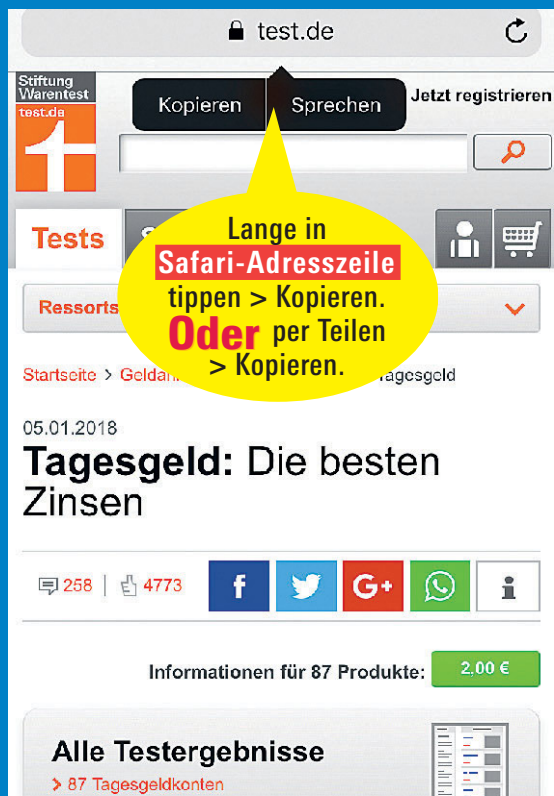 test.de
Stiftung
Warentest
test.de
Kopieren Sprechen
Jetzt registrieren
Lange in
Safari-Adresszeile
tippen > Kopieren.
Oder per Teilen
> Kopieren.
Tests
Ressorts
Startseite >
05.01.2018
Tagesgeld: Die besten
Zinsen
258 | 4773
f G+ i
Informationen für 87 Produkte: 2,00 €
Alle Testergebnisse
> 87 Tagesgeldkonten